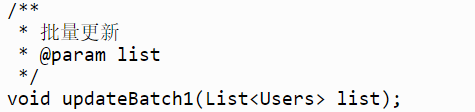 /**
 * 批量更新
 * @param list
 */
void updateBatch1(List<Users> list);